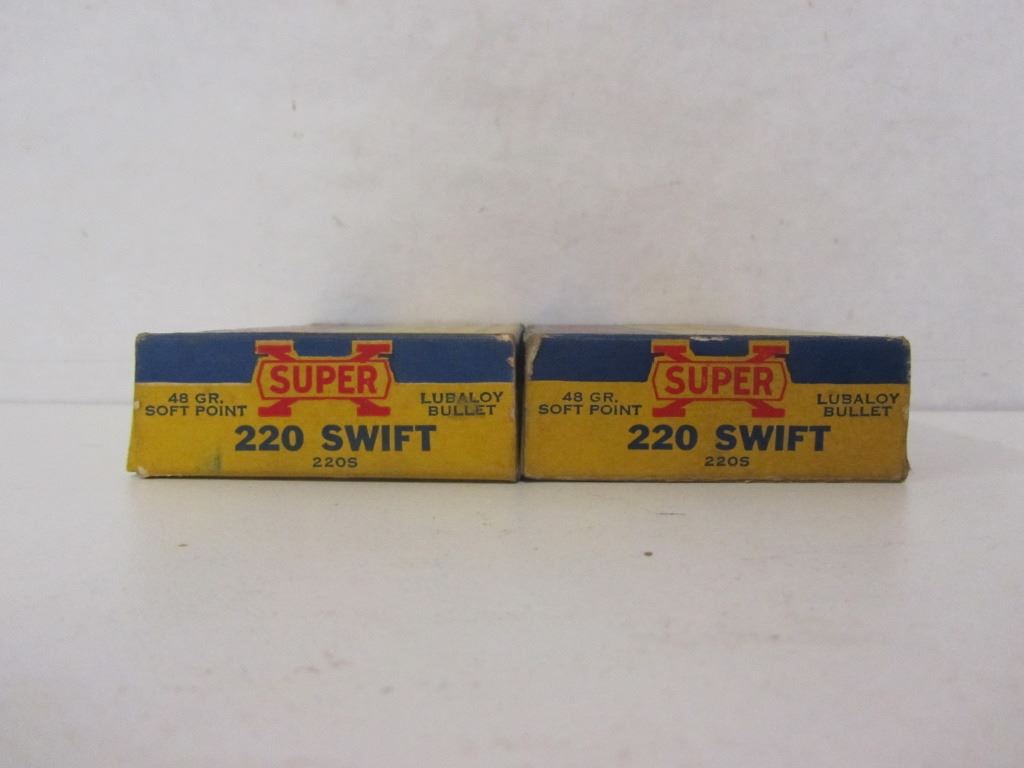 SUPER X
48 GR.
SOFT POINT
LUBALOY
BULLET
220 SWIFT
220S
SUPER X
48 GR.
SOFT POINT
LUBALOY
BULLET
220 SWIFT
220S